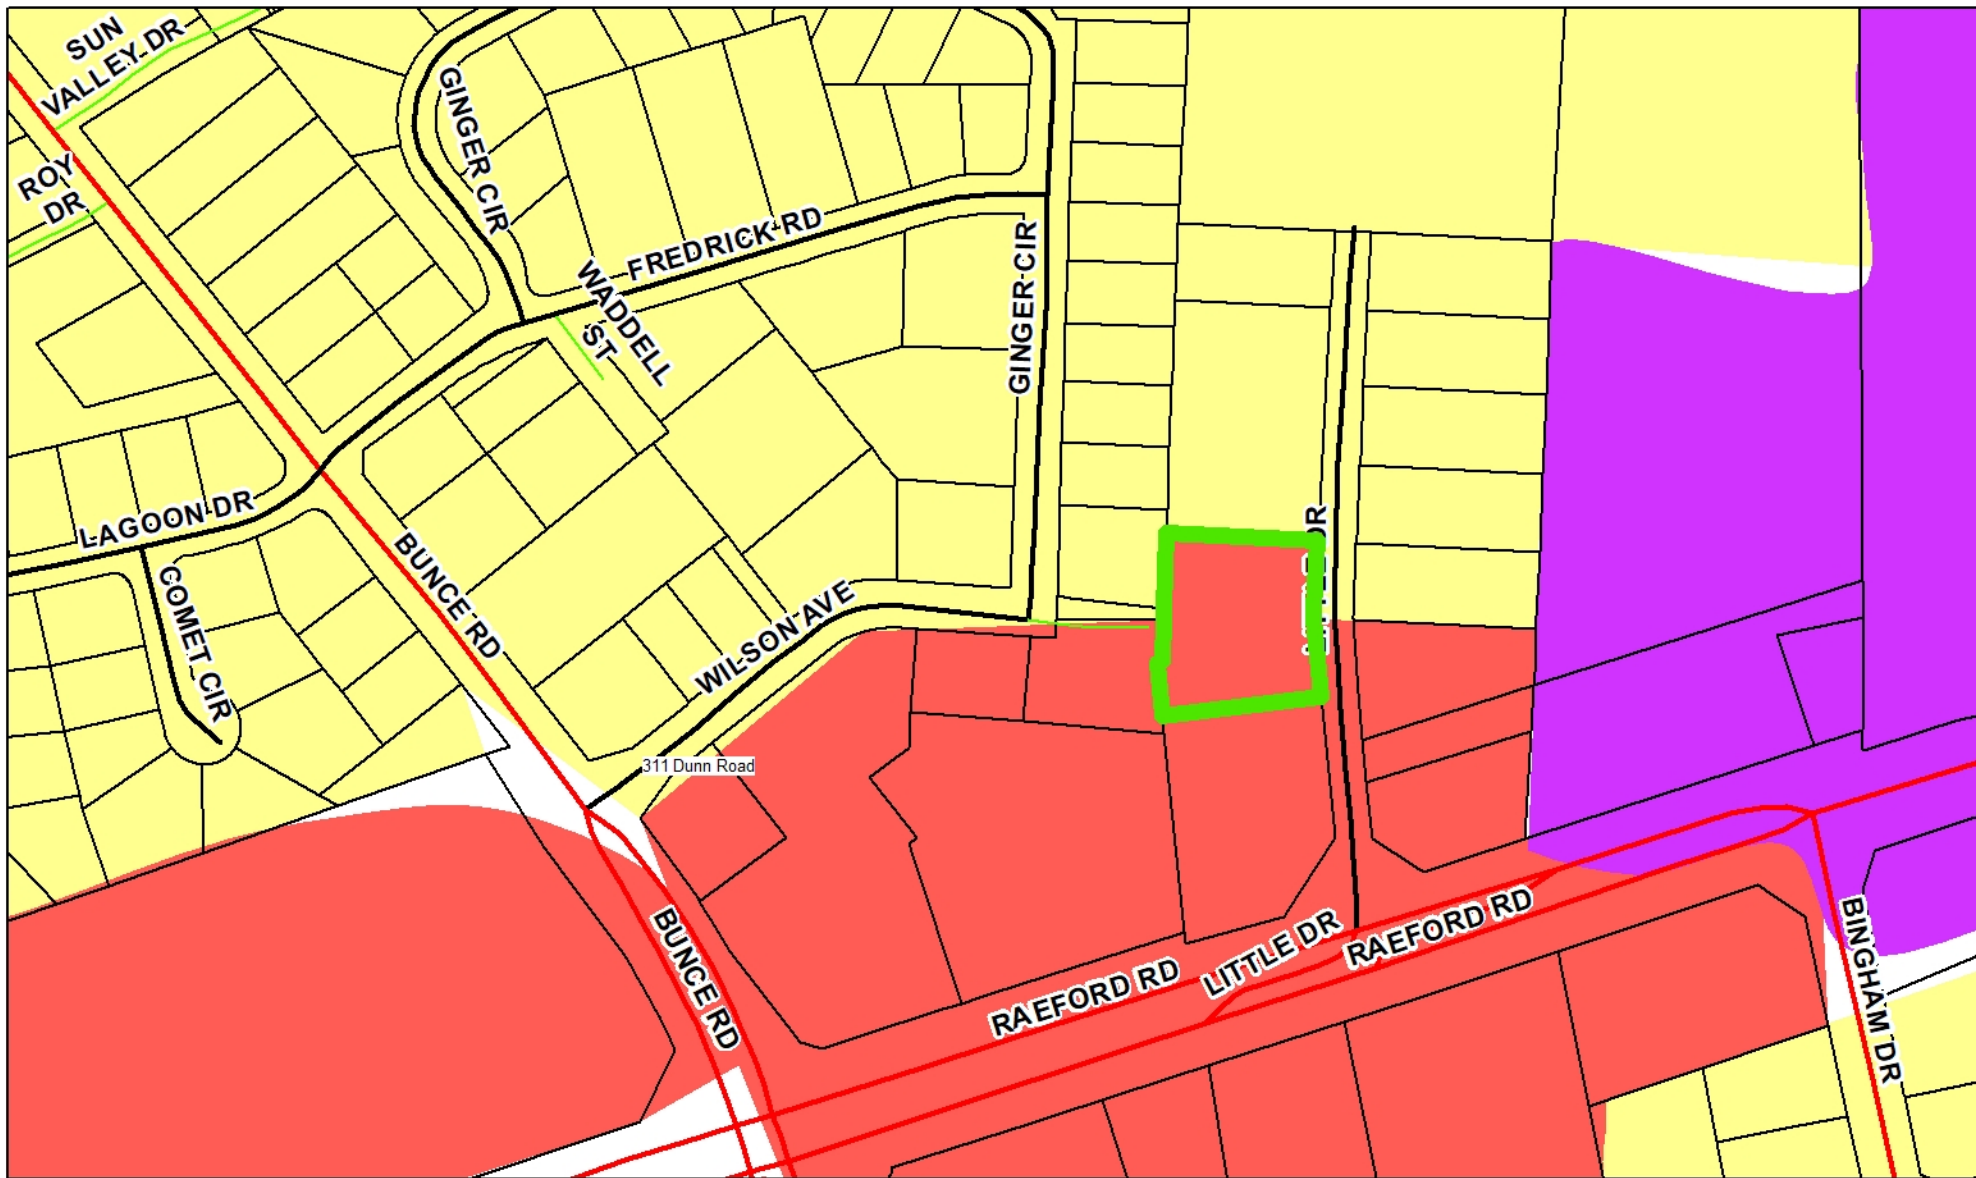 SUN
VALLEY DR
ROY
DR
GINGER CIR
FREDRICK RD
WADDELL
ST
GINGER CIR
LAGOON DR
COMET CIR
BUNCE RD
WILSON AVE
DR
311 Dunn Road
BUNCE RD
RAEFORD RD
LITTLE DR
RAEFORD RD
BINGHAM DR